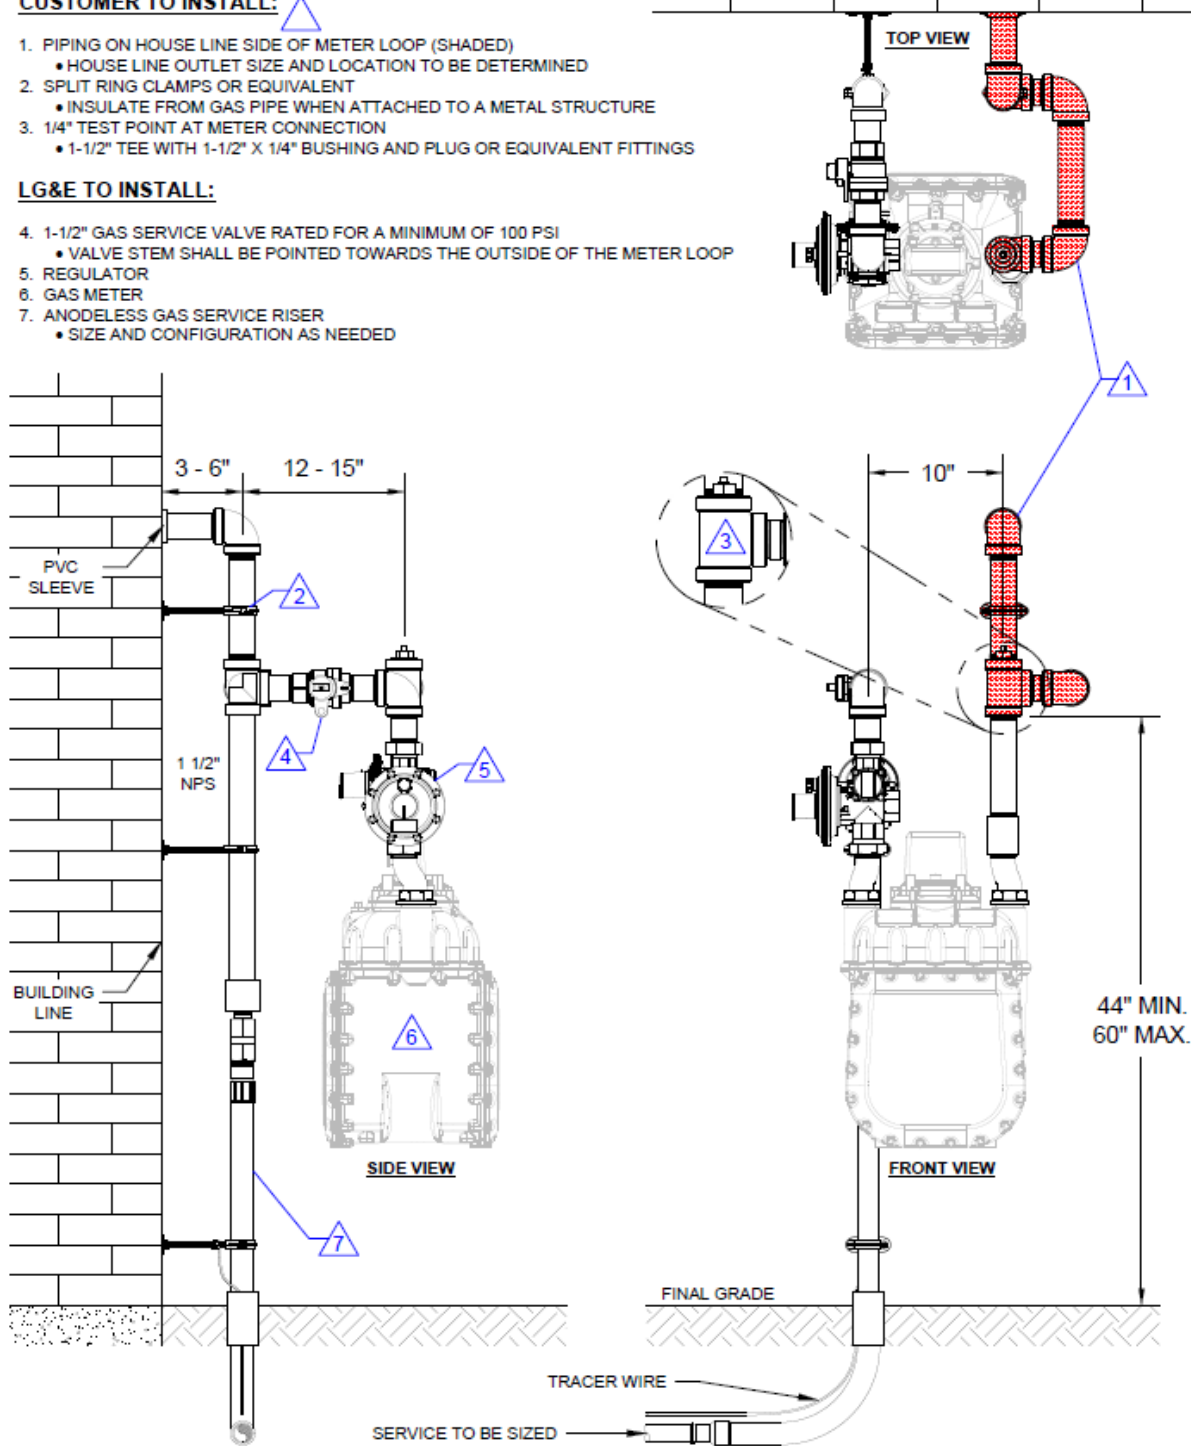 CUSTOMER TO INSTALL:
1. PIPING ON HOUSE LINE SIDE OF METER LOOP (SHADED)
• HOUSE LINE OUTLET SIZE AND LOCATION TO BE DETERMINED
2. SPLIT RING CLAMPS OR EQUIVALENT
• INSULATE FROM GAS PIPE WHEN ATTACHED TO A METAL STRUCTURE
3. 1/4" TEST POINT AT METER CONNECTION
• 1-1/2" TEE WITH 1-1/2" X 1/4" BUSHING AND PLUG OR EQUIVALENT FITTINGS
LG&E TO INSTALL:
4. 1-1/2" GAS SERVICE VALVE RATED FOR A MINIMUM OF 100 PSI
• VALVE STEM SHALL BE POINTED TOWARDS THE OUTSIDE OF THE METER LOOP
5. REGULATOR
6. GAS METER
7. ANODELESS GAS SERVICE RISER
• SIZE AND CONFIGURATION AS NEEDED
TOP VIEW
1
3 - 6"
12 - 15"
PVC
SLEEVE
2
4
1 1/2"
NPS
5
BUILDING
LINE
6
SIDE VIEW
7
10"
3
44" MIN.
60" MAX.
FRONT VIEW
FINAL GRADE
TRACER WIRE
SERVICE TO BE SIZED